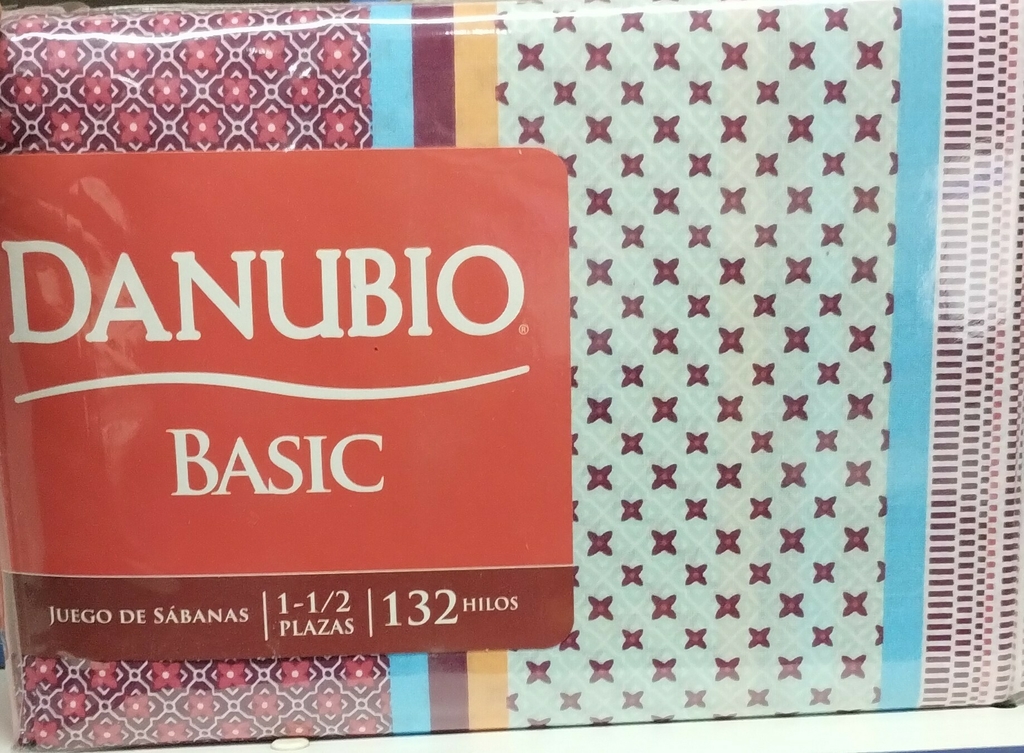 DANUBIO®
BASIC
JUEGO DE SÁBANAS
1-1/2
PLAZAS
132 HILOS